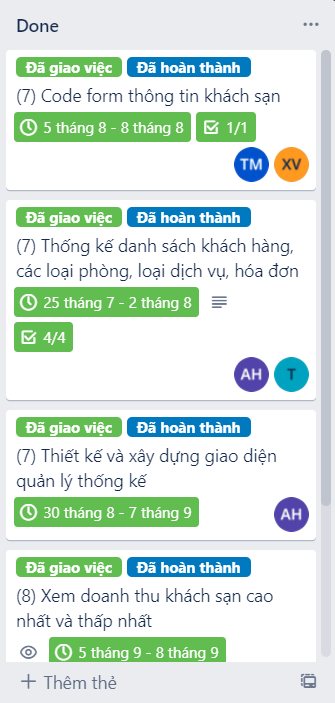 Done
Đã giao việc Đã hoàn thành
(7) Code form thông tin khách sạn
5 tháng 8 - 8 tháng 8 1/1
TM XV
Đã giao việc Đã hoàn thành
(7) Thống kế danh sách khách hàng,
các loại phòng, loại dịch vụ, hóa đơn
25 tháng 7 - 2 tháng 8
4/4
AH T
Đã giao việc Đã hoàn thành
(7) Thiết kế và xây dựng giao diện
quản lý thống kế
30 tháng 8 - 7 tháng 9
AH
Đã giao việc Đã hoàn thành
(8) Xem doanh thu khách sạn cao
nhất và thấp nhất
5 tháng 9 - 8 tháng 9
Thêm thẻ